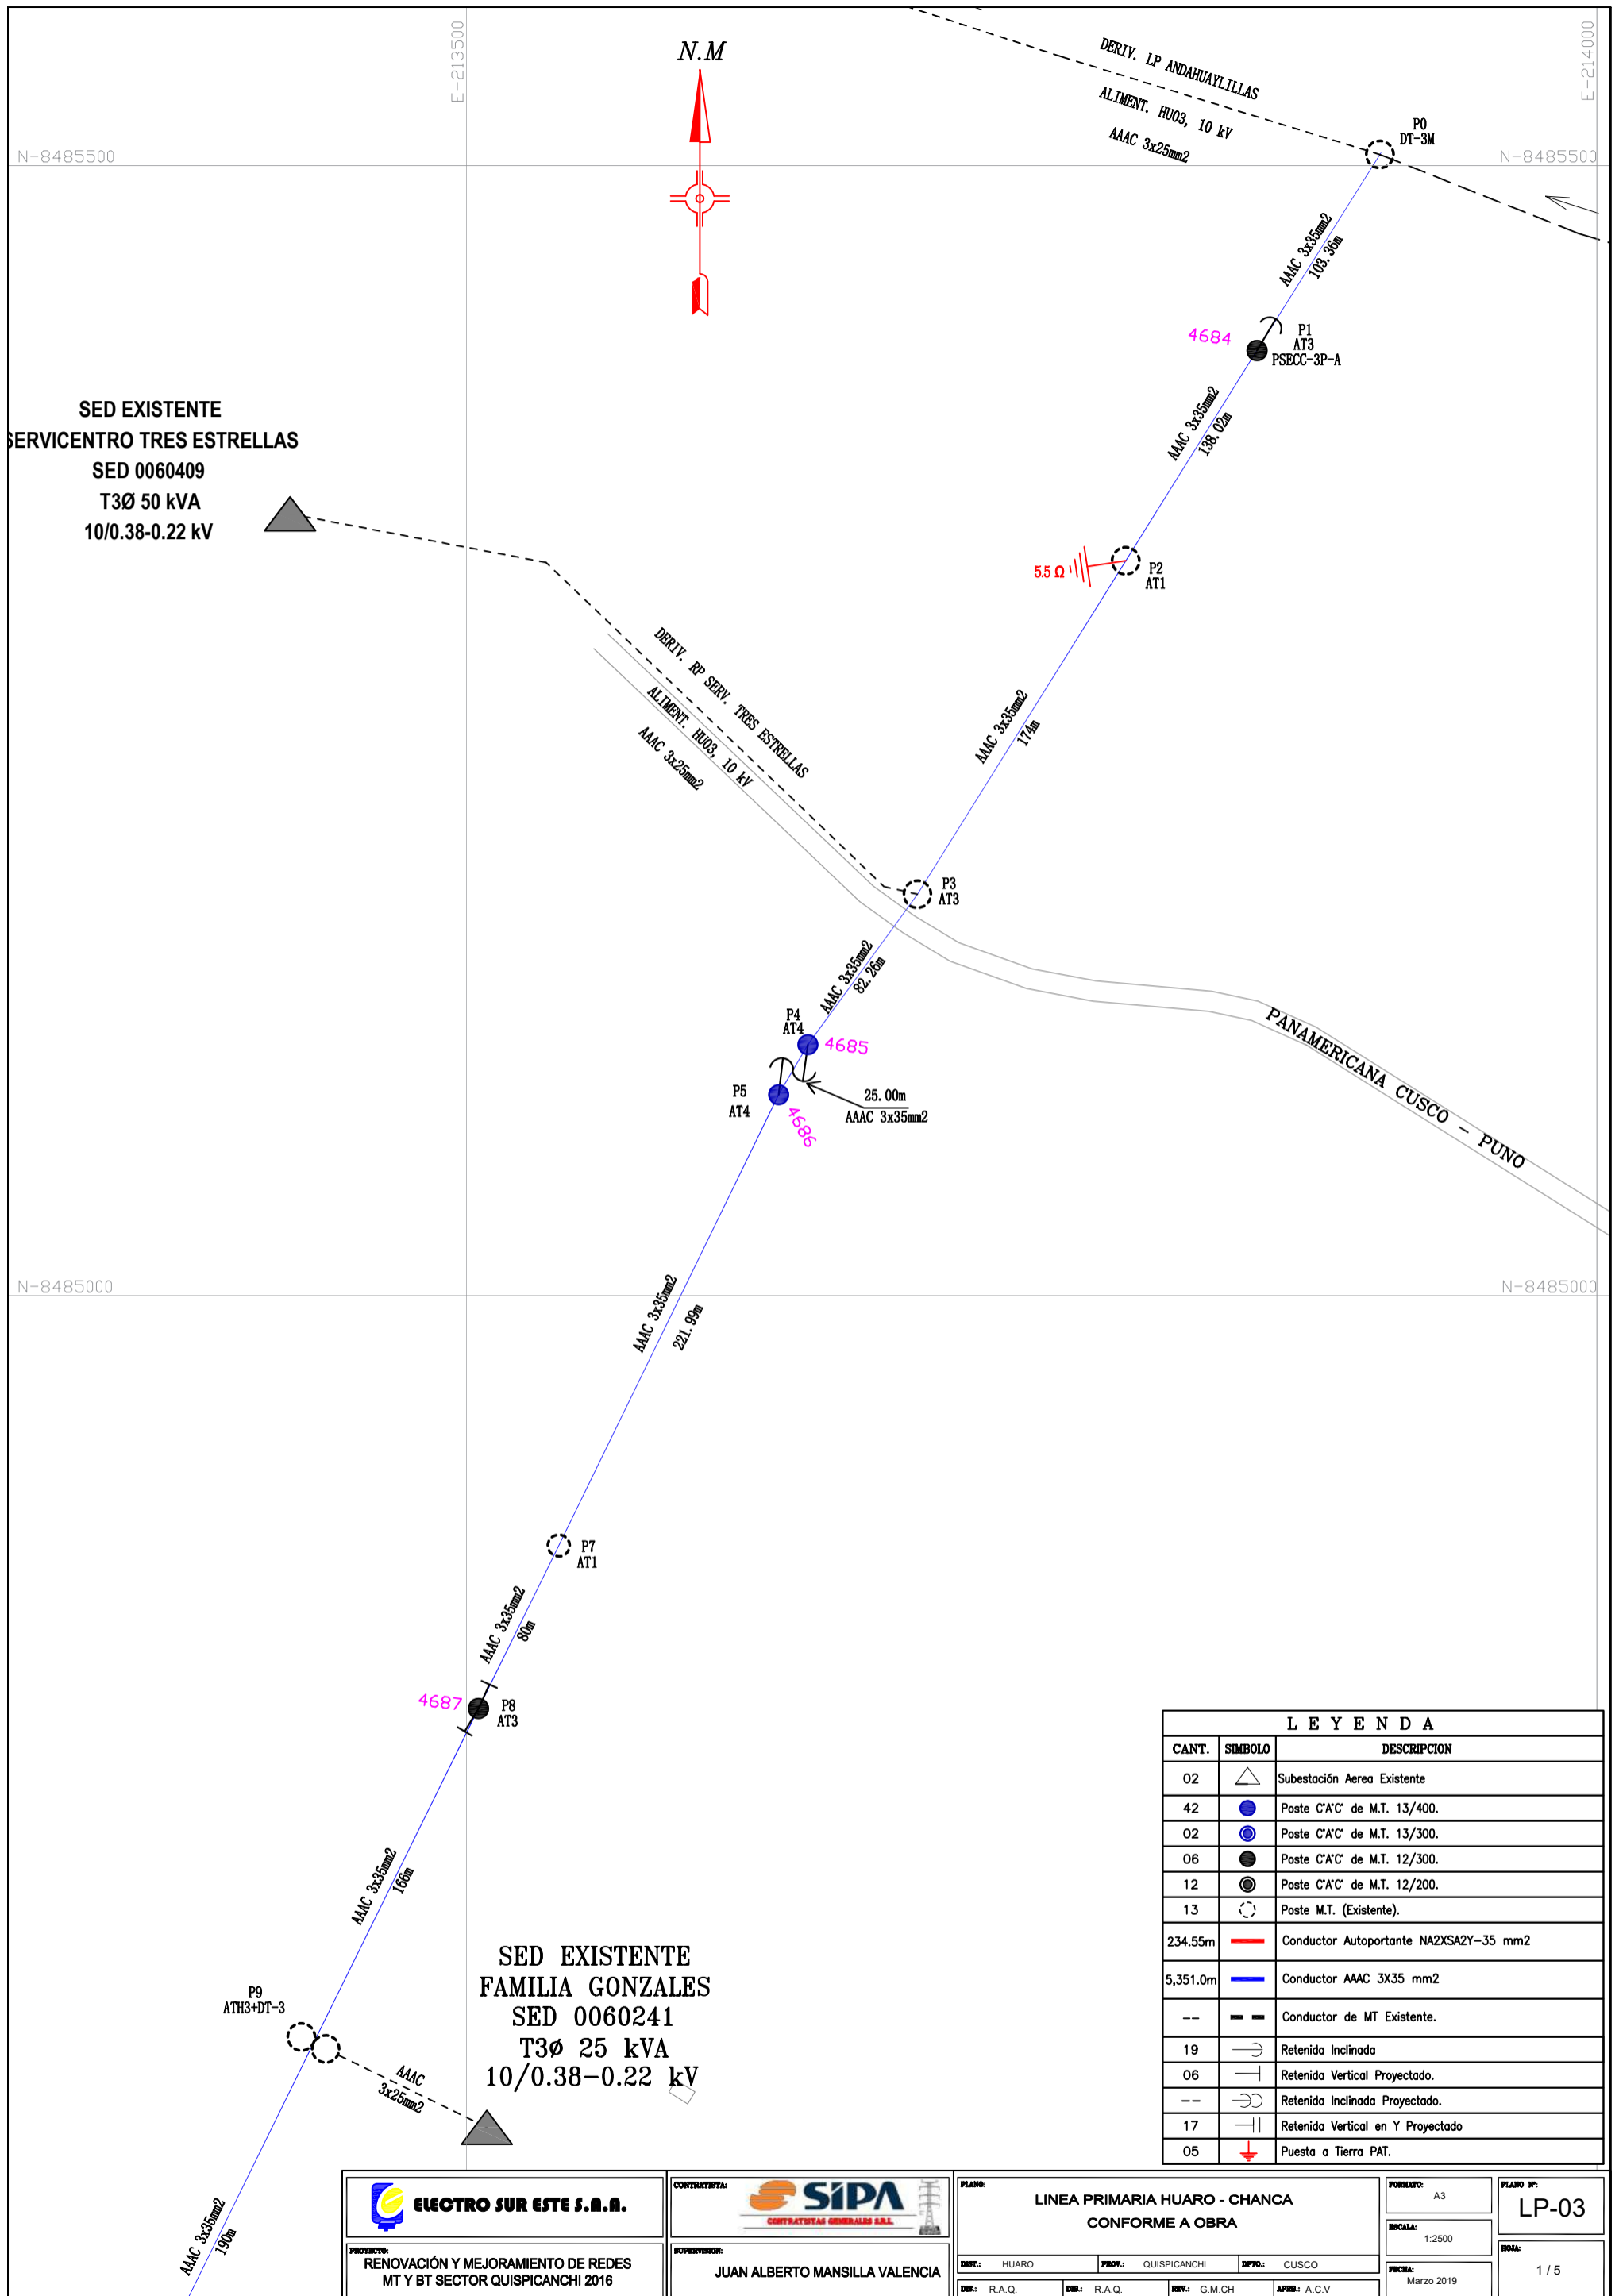 E-213500
E-214000
N.M
DERIV. LP ANDAHUAYLILLAS
ALIMENT. HU03, 10 kV
AAAC 3x25mm2
P0
DT-3M
N-8485500
N-8485500
AAAC 3x35mm2
103.36m
4684
P1
AT3
PSECC-3P-A
AAAC 3x35mm2
138.02m
SED EXISTENTE
SERVICENTRO TRES ESTRELLAS
SED 0060409
T3Ø 50 kVA
10/0.38-0.22 kV
5.5 Ω
P2
AT1
DERIV. RP SERV. TRES ESTRELLAS
ALIMENT. HU03, 10 kV
AAAC 3x25mm2
AAAC 3x35mm2
174m
P3
AT3
AAAC 3x35mm2
82.26m
P4
AT4
4685
PANAMERICANA CUSCO - PUNO
P5
AT4
4686
25.00m
AAAC 3x35mm2
N-8485000
N-8485000
AAAC 3x35mm2
221.99m
P7
AT1
AAAC 3x35mm2
80m
4687
P8
AT3
AAAC 3x35mm2
166m
P9
ATH3+DT-3
SED EXISTENTE
FAMILIA GONZALES
SED 0060241
T3ø 25 kVA
10/0.38-0.22 kV
AAAC
3x25mm2
AAAC 3x35mm2
190m
L E Y E N D A
CANT. SIMBOLO DESCRIPCION
02 Subestación Aerea Existente
42 Poste C°A°C° de M.T. 13/400.
02 Poste C°A°C° de M.T. 13/300.
06 Poste C°A°C° de M.T. 12/300.
12 Poste C°A°C° de M.T. 12/200.
13 Poste M.T. (Existente).
234.55m Conductor Autoportante NA2XSA2Y-35 mm2
5,351.0m Conductor AAAC 3X35 mm2
-- Conductor de MT Existente.
19 Retenida Inclinada
06 Retenida Vertical Proyectado.
-- Retenida Inclinada Proyectado.
17 Retenida Vertical en Y Proyectado
05 Puesta a Tierra PAT.
ELECTRO SUR ESTE S.A.A.
PROYECTO:
RENOVACIÓN Y MEJORAMIENTO DE REDES
MT Y BT SECTOR QUISPICANCHI 2016
CONTRATISTA:
SIPA
CONTRATISTAS GENERALES S.R.L.
SUPERVISION:
JUAN ALBERTO MANSILLA VALENCIA
PLANO:
LINEA PRIMARIA HUARO - CHANCA
CONFORME A OBRA
DIST.: HUARO PROV.: QUISPICANCHI DPTO.: CUSCO
DIS.: R.A.Q. DIB.: R.A.Q. REV.: G.M.CH APRB.: A.C.V
FORMATO:
A3
ESCALA:
1:2500
FECHA:
Marzo 2019
PLANO Nº:
LP-03
HOJA:
1 / 5